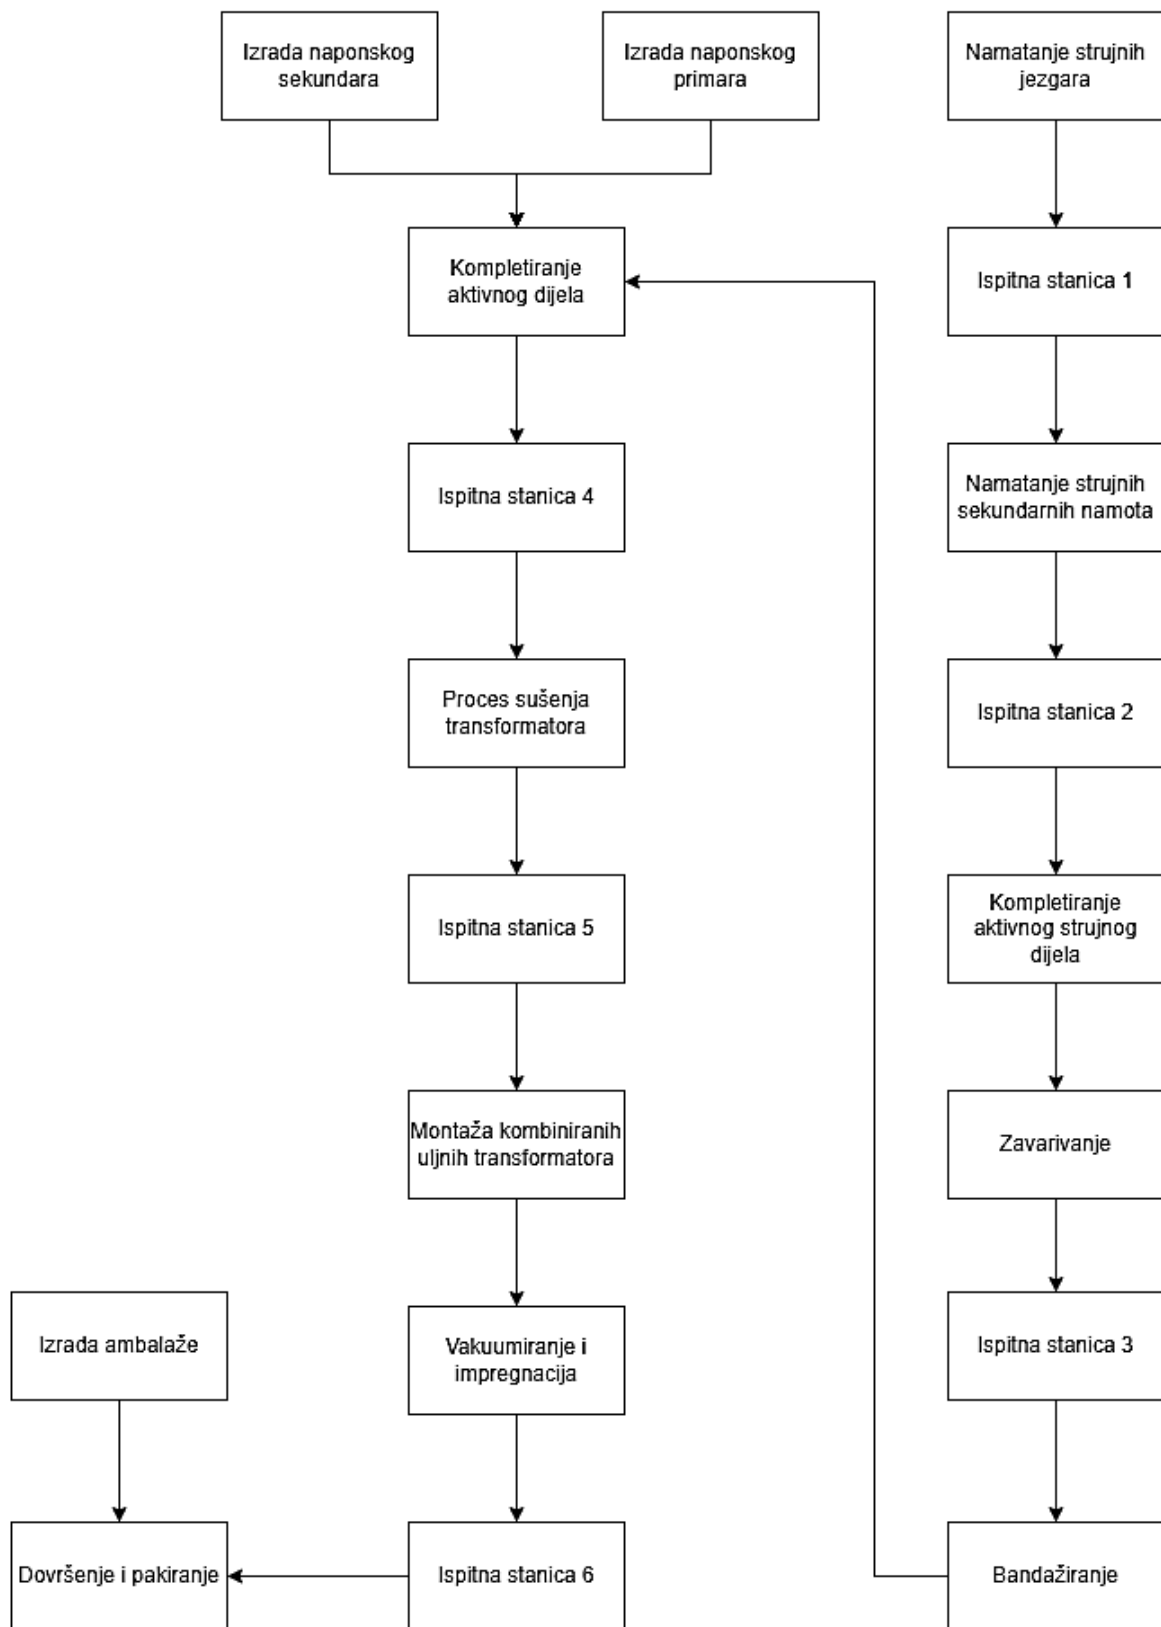 Izrada naponskog
sekundara
Izrada naponskog
primara
Namatanje strujnih
jezgara
Kompletiranje
aktivnog dijela
Ispitna stanica 1
Ispitna stanica 4
Namatanje strujnih
sekundarnih namota
Proces sušenja
transformatora
Ispitna stanica 2
Ispitna stanica 5
Kompletiranje
aktivnog strujnog
dijela
Montaža kombiniranih
uljnih transformatora
Zavarivanje
Izrada ambalaže
Vakuumiranje i
impregnacija
Ispitna stanica 3
Dovršenje i pakiranje
Ispitna stanica 6
Bandažiranje